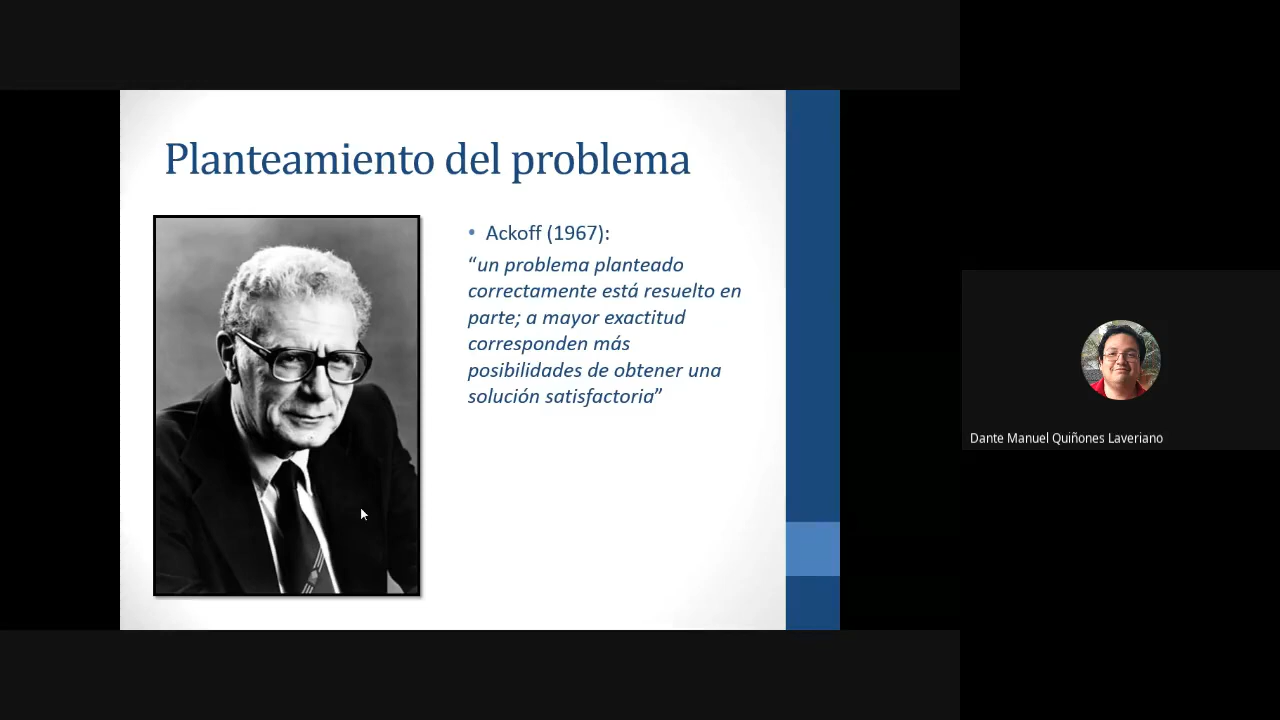 Planteamiento del problema
• Ackoff (1967):
“un problema planteado
correctamente está resuelto en
parte; a mayor exactitud
corresponden más
posibilidades de obtener una
solución satisfactoria”
Dante Manuel Quiñones Laveriano